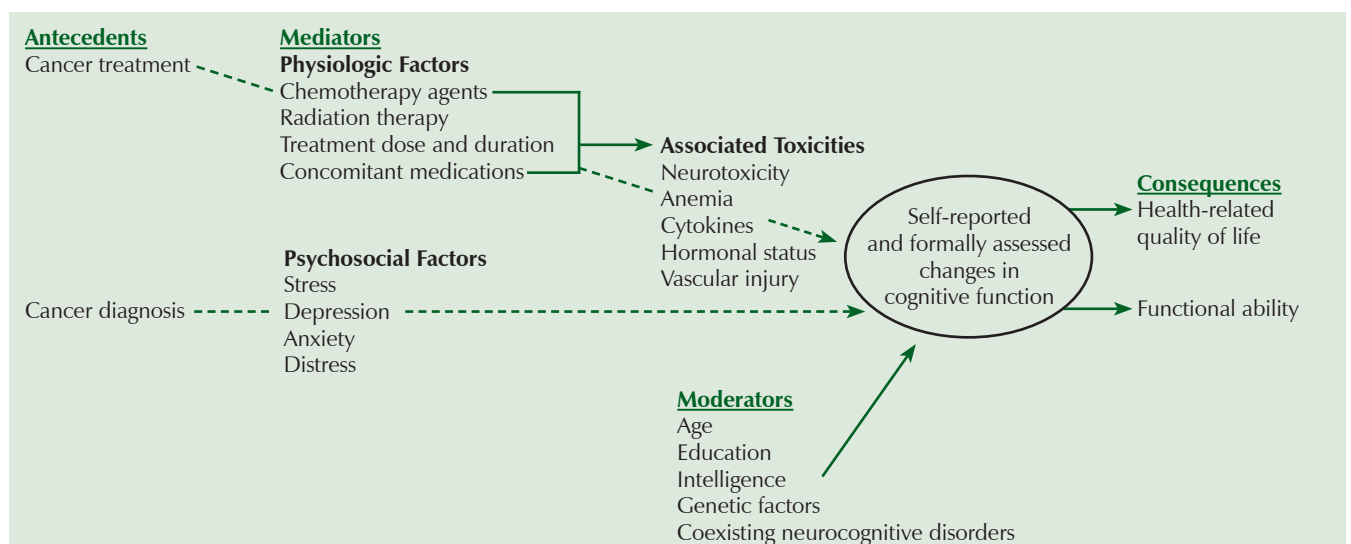 Antecedents
Cancer treatment
Cancer diagnosis
Mediators
Physiologic Factors
Chemotherapy agents
Radiation therapy
Treatment dose and duration
Concomitant medications
Psychosocial Factors
Stress
Depression
Anxiety
Distress
Associated Toxicities
Neurotoxicity
Anemia
Cytokines
Hormonal status
Vascular injury
Self-reported
and formally assessed
changes in
cognitive function
Moderators
Age
Education
Intelligence
Genetic factors
Coexisting neurocognitive disorders
Consequences
Health-related
quality of life
Functional ability